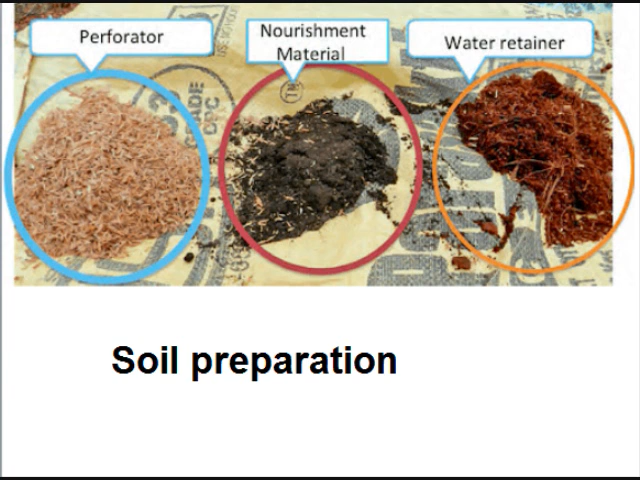 Perforator
Nourishment
Material
Water retainer
Soil preparation